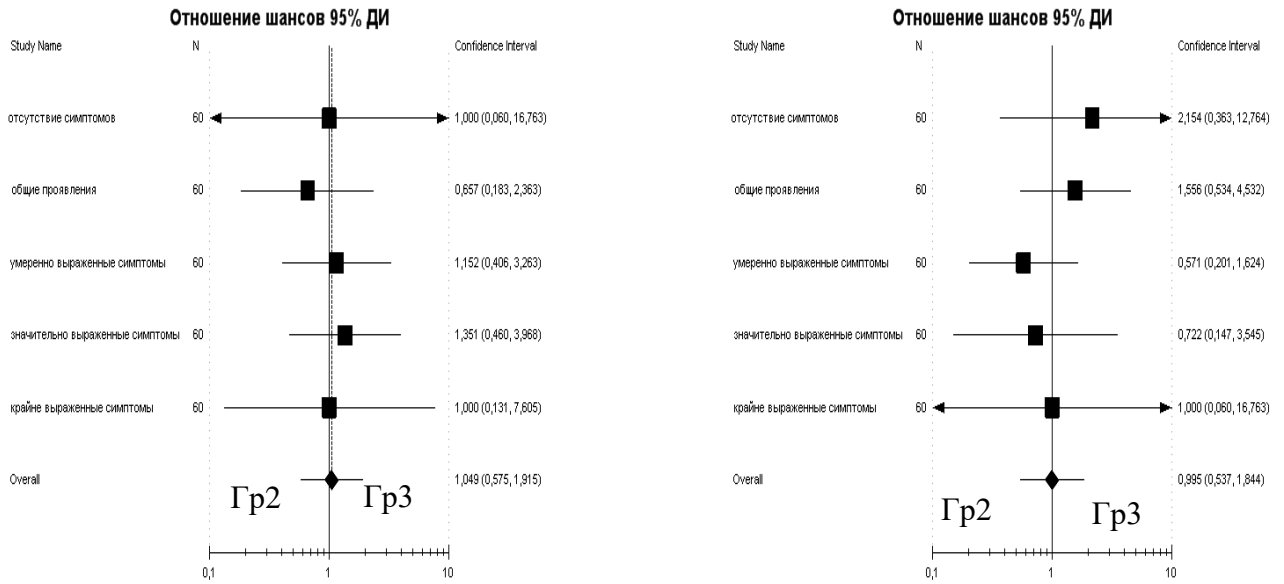 Отношение шансов 95% ДИ
Study Name N Confidence Interval
отсутствие симптомов 60 1,000 (0,060, 16,763)
общие проявления 60 0,657 (0,183, 2,363)
умеренно выраженные симптомы 60 1,152 (0,406, 3,263)
значительно выраженные симптомы 60 1,351 (0,460, 3,968)
крайне выраженные симптомы 60 1,000 (0,131, 7,605)
Overall 1,049 (0,575, 1,915)
Гр2 Гр3
0,1 1 10
Отношение шансов 95% ДИ
Study Name N Confidence Interval
отсутствие симптомов 60 2,154 (0,363, 12,764)
общие проявления 60 1,556 (0,534, 4,532)
умеренно выраженные симптомы 60 0,571 (0,201, 1,624)
значительно выраженные симптомы 60 0,722 (0,147, 3,545)
крайне выраженные симптомы 60 1,000 (0,060, 16,763)
Overall 0,995 (0,537, 1,844)
Гр2 Гр3
0,1 1 10